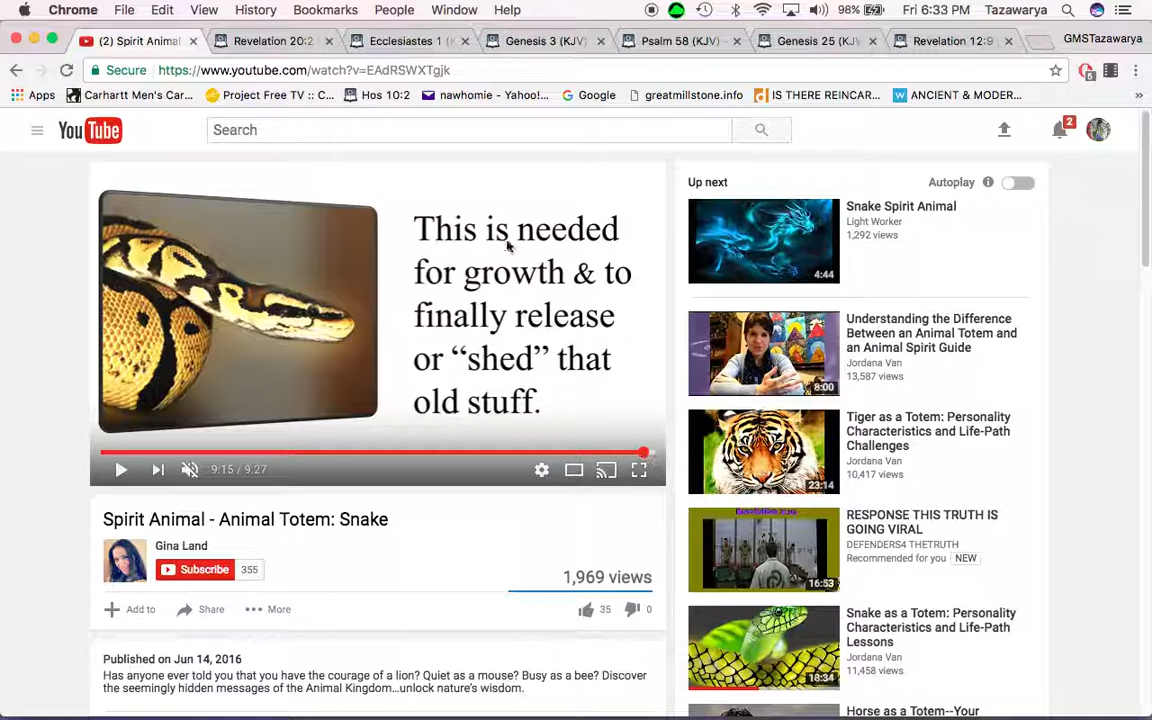 Chrome File Edit View History Bookmarks People Window Help 98% Fri 6:33 PM Tazawarya
(2) Spirit Animal - Revelation 20:2 Ecclesiastes 1 (K Genesis 3 (KJV) Psalm 58 (KJV) - Genesis 25 (KJV) Revelation 12:9 GMSTazawarya
Secure https://www.youtube.com/watch?v=EAdRSWXTgjk
Apps Carhartt Men's Car... Project Free TV :: C... Hos 10:2 nawhomie - Yahoo!... Google greatmillstone.info IS THERE REINCAR... ANCIENT & MODER... »
YouTube Search 2
This is needed
for growth & to
finally release
or “shed” that
old stuff.
9:15 / 9:27
Spirit Animal - Animal Totem: Snake
Gina Land
Subscribe 355
1,969 views
Add to Share More 35 0
Published on Jun 14, 2016
Has anyone ever told you that you have the courage of a lion? Quiet as a mouse? Busy as a bee? Discover
the seemingly hidden messages of the Animal Kingdom...unlock nature's wisdom.
Up next Autoplay
Snake Spirit Animal
Light Worker
1,292 views
4:44
Understanding the Difference
Between an Animal Totem and
an Animal Spirit Guide
Jordana Van
13,587 views
8:00
Tiger as a Totem: Personality
Characteristics and Life-Path
Challenges
Jordana Van
10,417 views
23:14
RESPONSE THIS TRUTH IS
GOING VIRAL
DEFENDERS4 THETRUTH
Recommended for you NEW
16:53
Snake as a Totem: Personality
Characteristics and Life-Path
Lessons
Jordana Van
11,458 views
18:34
Horse as a Totem--Your